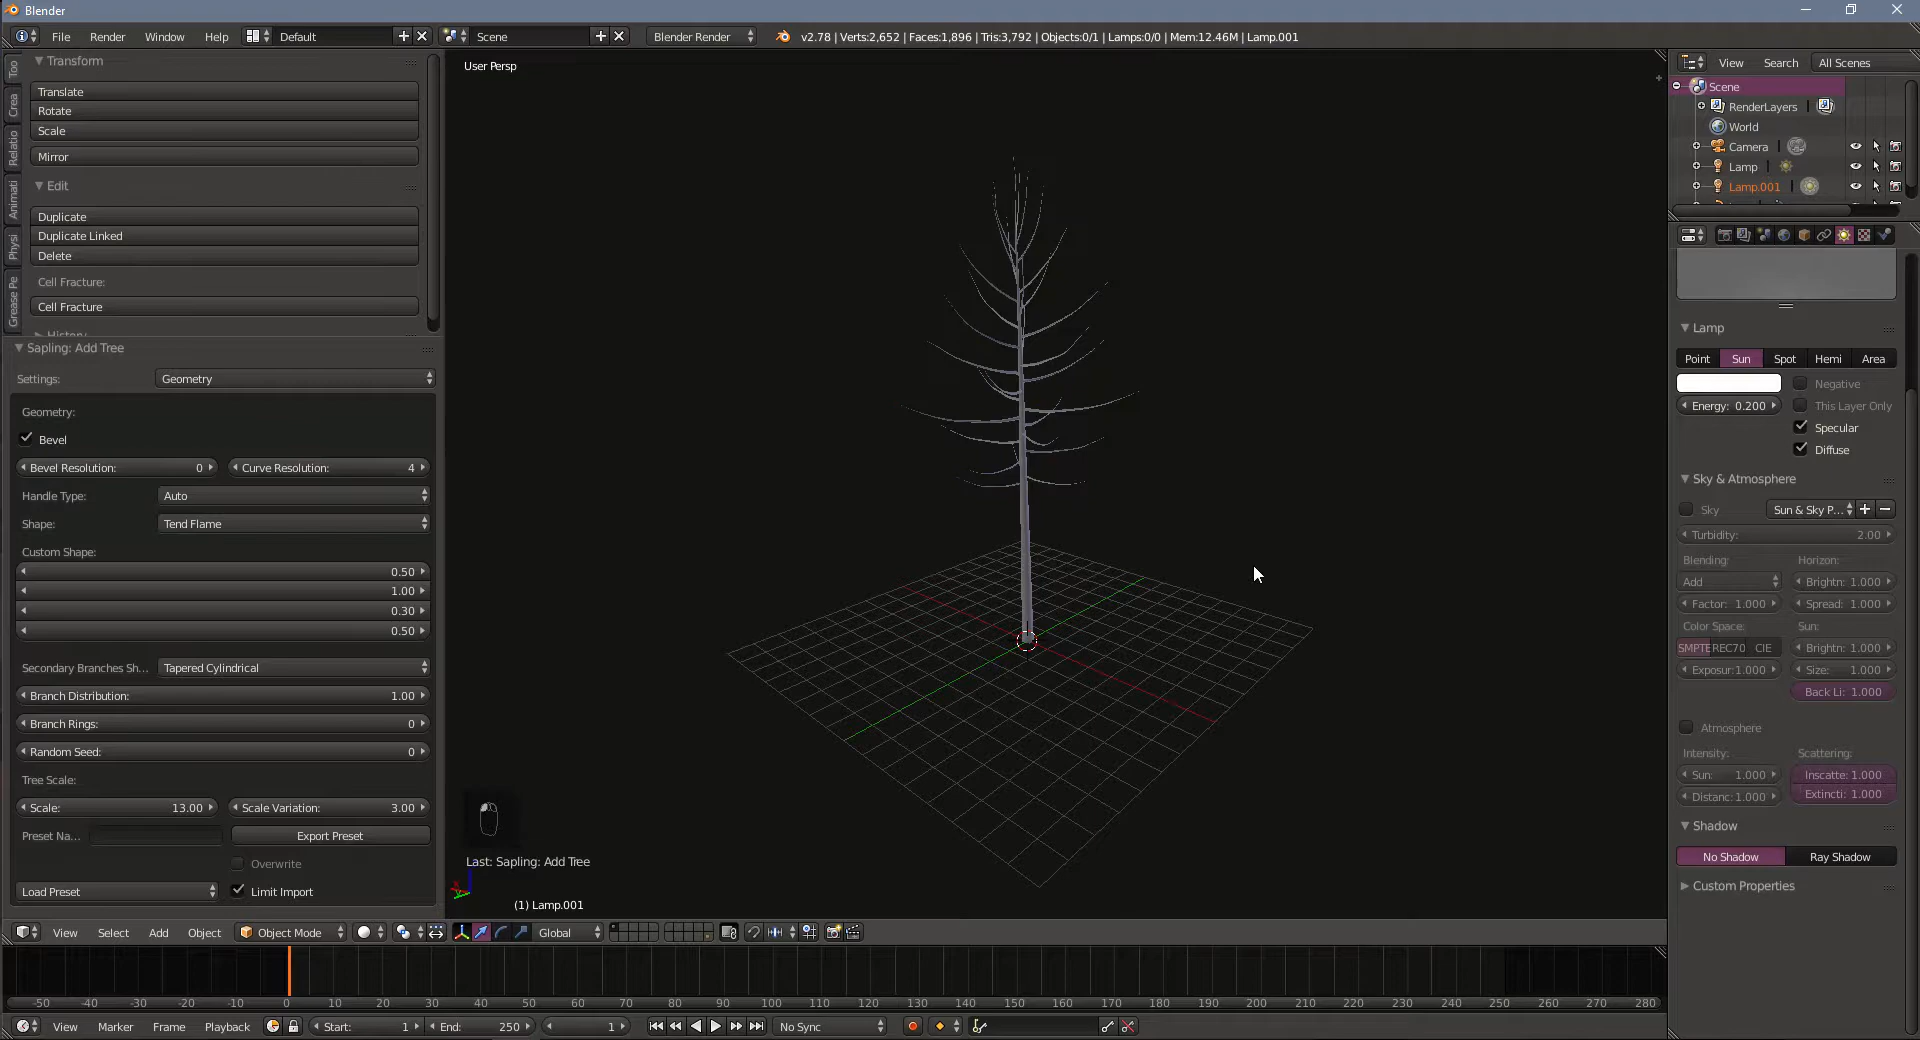 Blender
File Render Window Help Default Scene Blender Render v2.78 | Verts:2,652 | Faces:1,896 | Tris:3,792 | Objects:0/1 | Lamps:0/0 | Mem:12.46M | Lamp.001
Too
Crea
Relatio
Animati
Physi
Grease Pe
Transform
Translate
Rotate
Scale
Mirror
Edit
Duplicate
Duplicate Linked
Delete
Cell Fracture:
Cell Fracture
Sapling: Add Tree
Settings: Geometry
Geometry:
Bevel
Bevel Resolution: 0 Curve Resolution: 4
Handle Type: Auto
Shape: Tend Flame
Custom Shape:
0.50
1.00
0.30
0.50
Secondary Branches Sh... Tapered Cylindrical
Branch Distribution: 1.00
Branch Rings: 0
Random Seed: 0
Tree Scale:
Scale: 13.00 Scale Variation: 3.00
Preset Na... Export Preset
Overwrite
Load Preset Limit Import
User Persp
Last: Sapling: Add Tree
(1) Lamp.001
View Select Add Object Object Mode Global
-50 -40 -30 -20 -10 0 10 20 30 40 50 60 70 80 90 100 110 120 130 140 150 160 170 180 190 200 210 220 230 240 250 260 270 280
View Marker Frame Playback Start: 1 End: 250 1 No Sync
View Search All Scenes
Scene
RenderLayers
World
Camera
Lamp
Lamp.001
Lamp
Point Sun Spot Hemi Area
Negative
Energy: 0.200 This Layer Only
Specular
Diffuse
Sky & Atmosphere
Sky Sun & Sky P...
Turbidity: 2.00
Blending: Horizon:
Add Brightn: 1.000
Factor: 1.000 Spread: 1.000
Color Space: Sun:
SMPTE REC70 CIE Brightn: 1.000
Exposur:1.000 Size: 1.000
Back Li: 1.000
Atmosphere
Intensity: Scattering:
Sun: 1.000 Inscatte: 1.000
Distanc: 1.000 Extincti: 1.000
Shadow
No Shadow Ray Shadow
Custom Properties